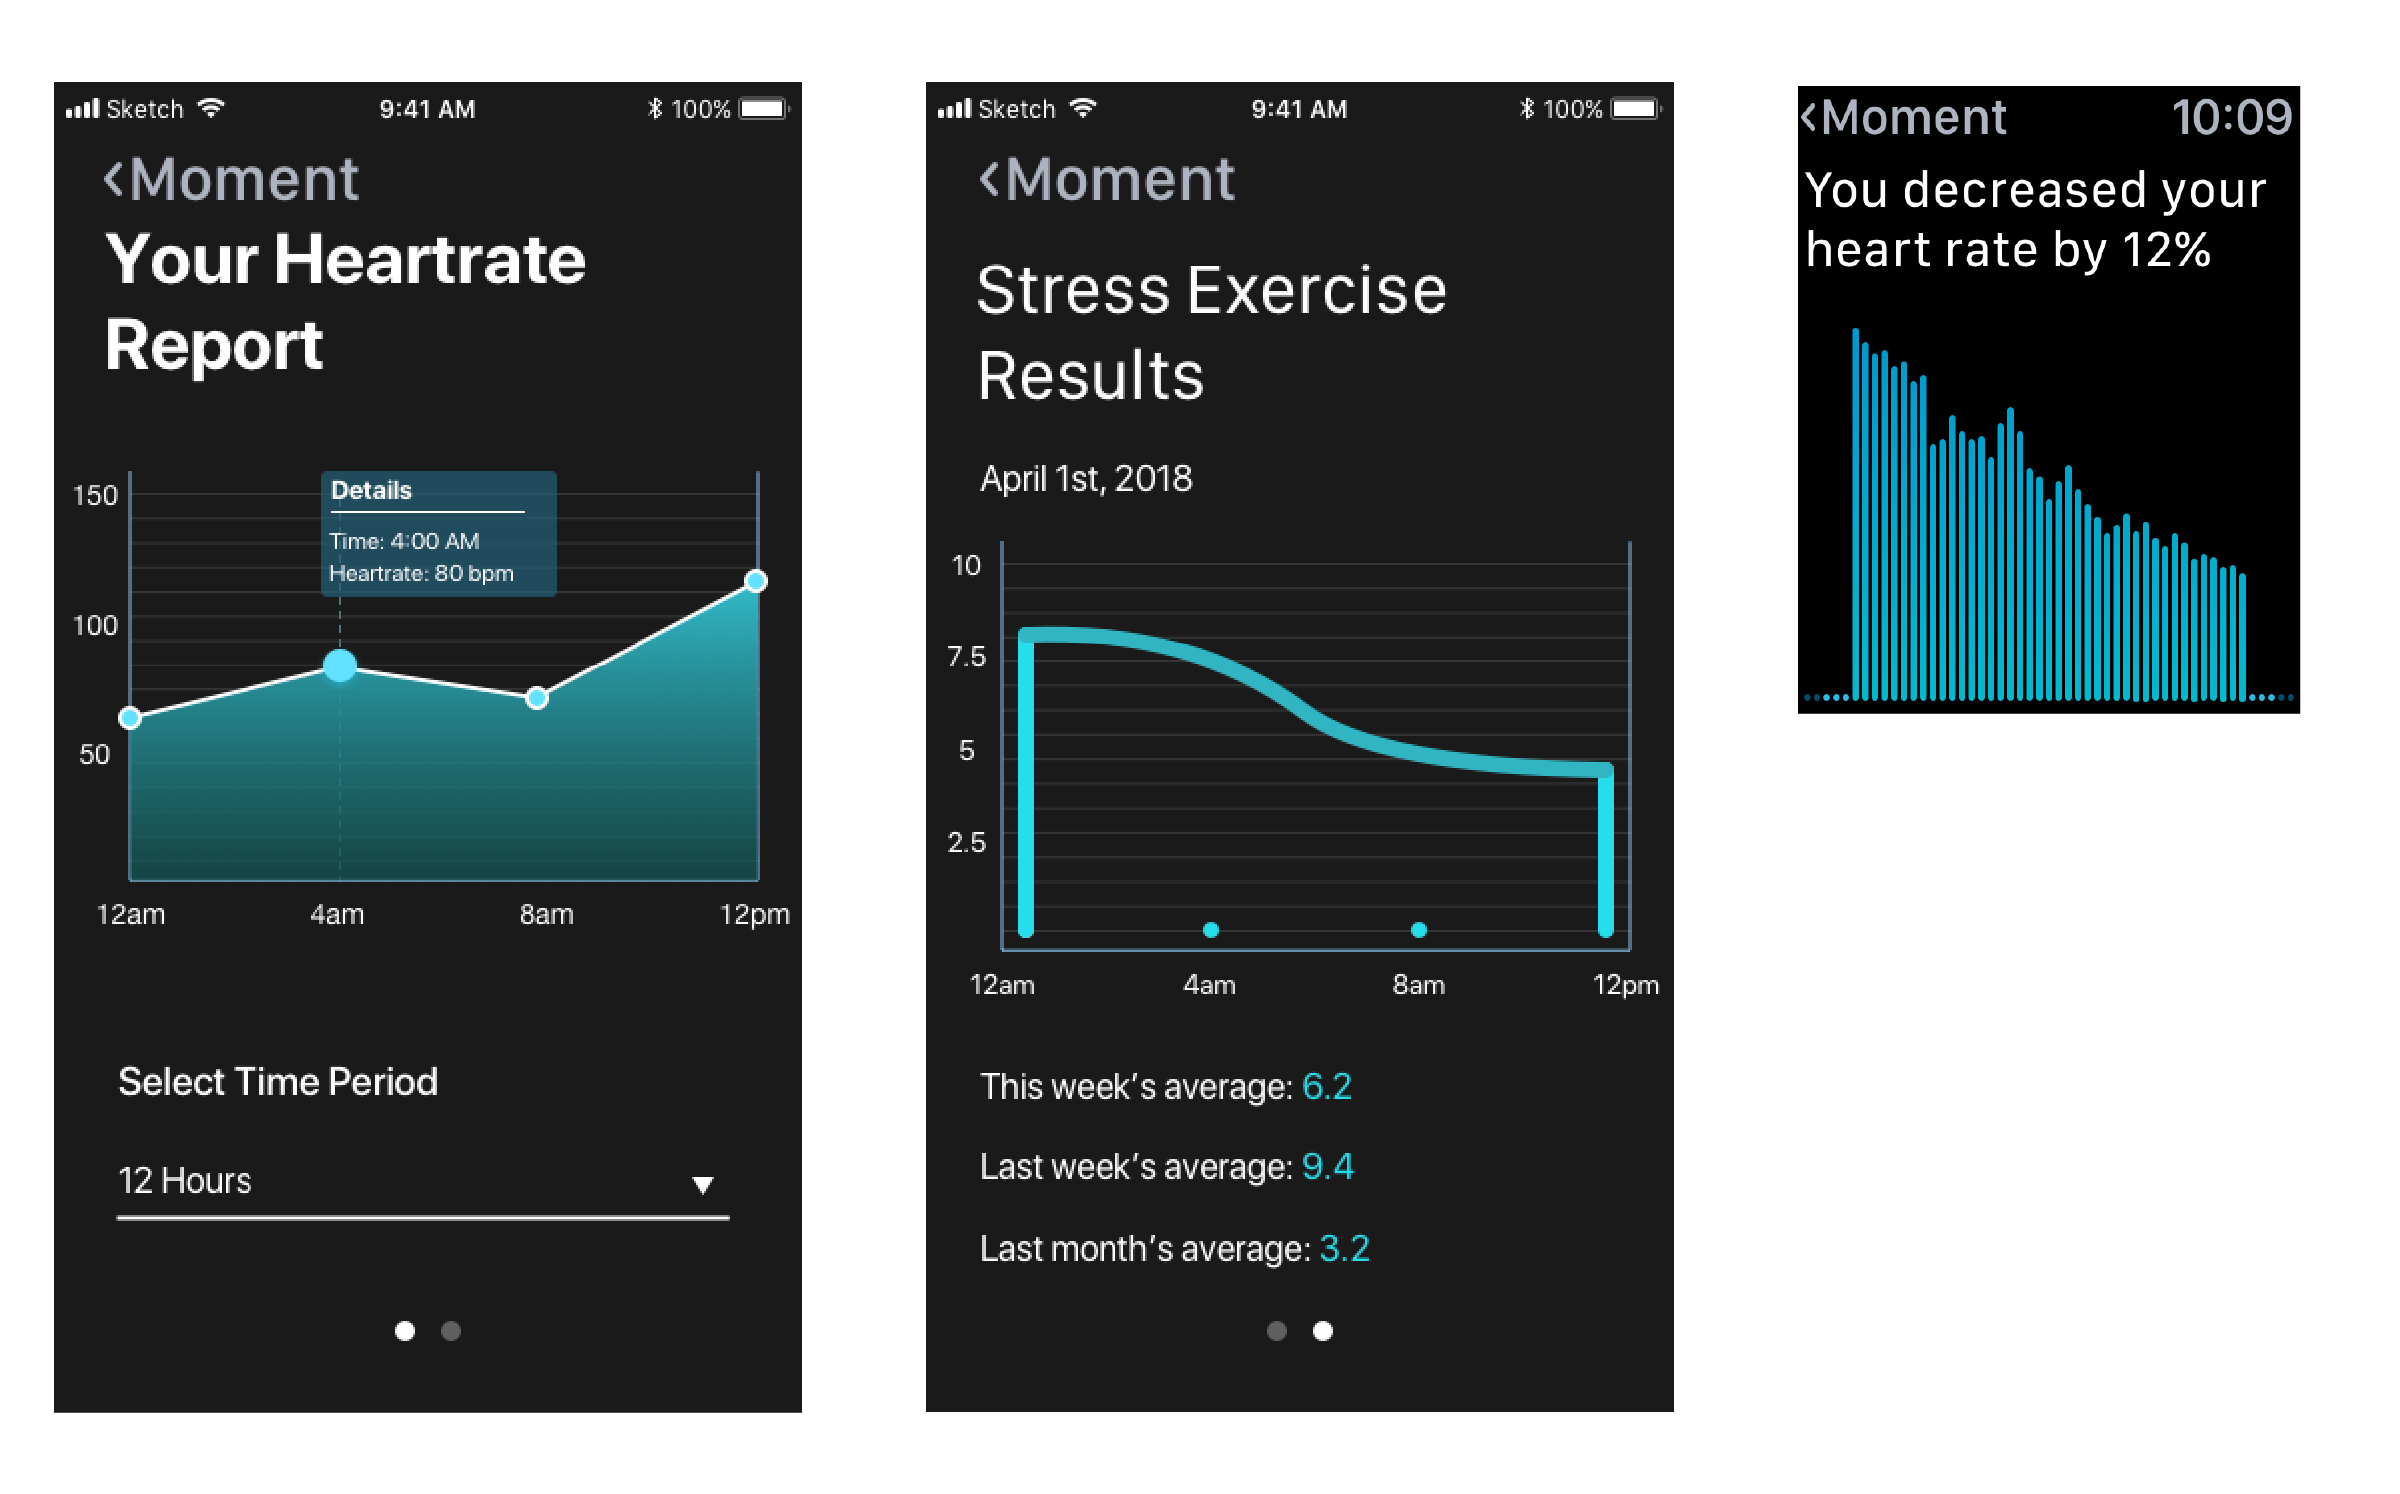 Sketch 9:41 AM 100%
Moment
Your Heartrate
Report
150
100
50
Details
Time: 4:00 AM
Heartrate: 80 bpm
12am 4am 8am 12pm
Select Time Period
12 Hours
Sketch 9:41 AM 100%
Moment
Stress Exercise
Results
April 1st, 2018
10
7.5
5
2.5
12am 4am 8am 12pm
This week’s average: 6.2
Last week’s average: 9.4
Last month’s average: 3.2
Moment 10:09
You decreased your
heart rate by 12%